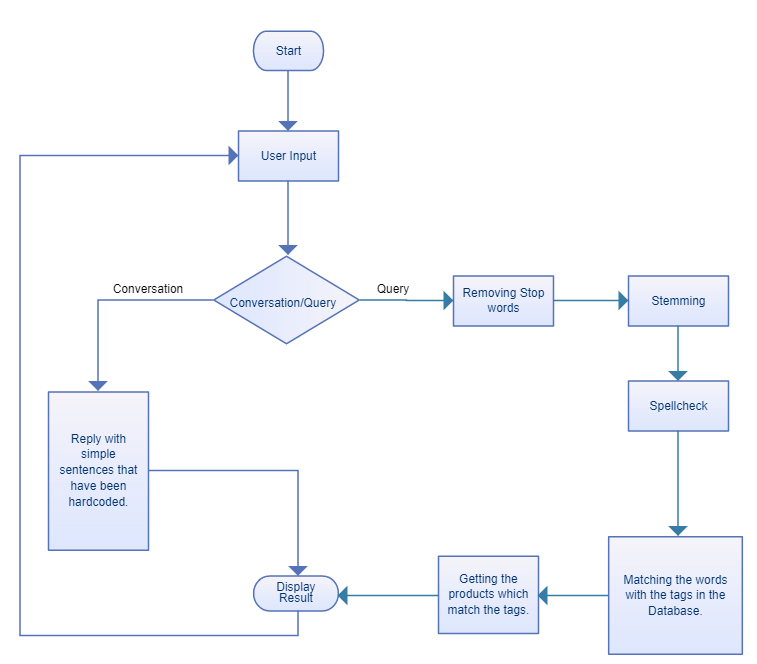 Start
User Input
Conversation
Conversation/Query
Query
Removing Stop
words
Stemming
Spellcheck
Reply with
simple
sentences that
have been
hardcoded.
Matching the words
with the tags in the
Database.
Getting the
products which
match the tags.
Display
Result